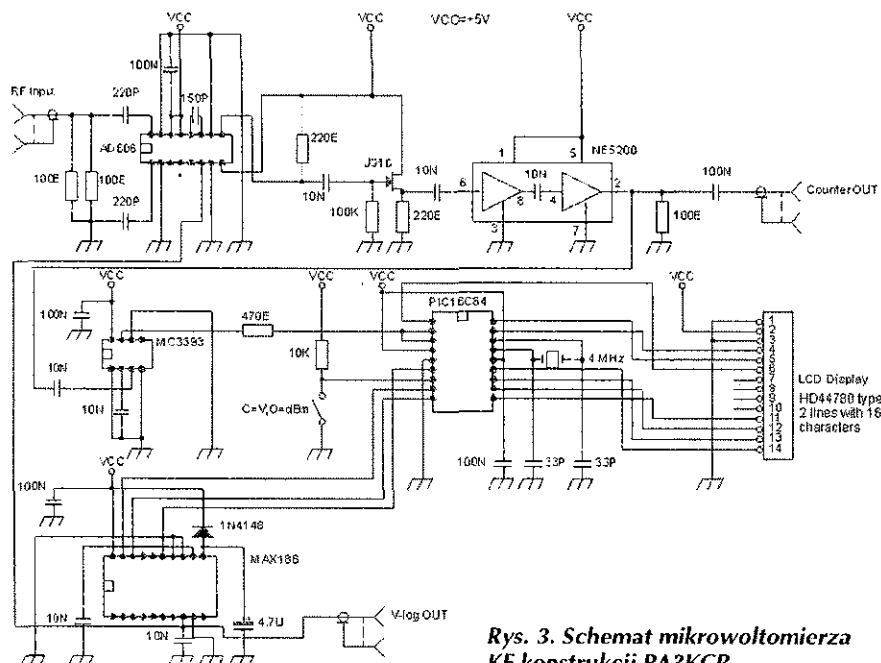 VCC
VCC
VCC=+5V
VCC
100N
RF Input
220P
150P
AD606
100E
100E
220P
220E
J310
10N
100K
10N
220E
1
5
NE5200
6
10N
8
4
2
3
7
100N
100E
Counter OUT
VCC
100N
MC3393
10N
10N
470E
VCC
10K
C=V,O=dBm
VCC
PIC16C84
4 MHz
100N
33P
33P
VCC
1
2
3
4
5
6
7
8
9
10
11
12
13
14
LCD Display
HD44780 type
2 lines with 16
characters
VCC
100N
1N4148
MAX186
10N
10N
4.7U
V-log OUT
Rys. 3. Schemat mikrowoltomierza
KF konstrukcji PA3KCR